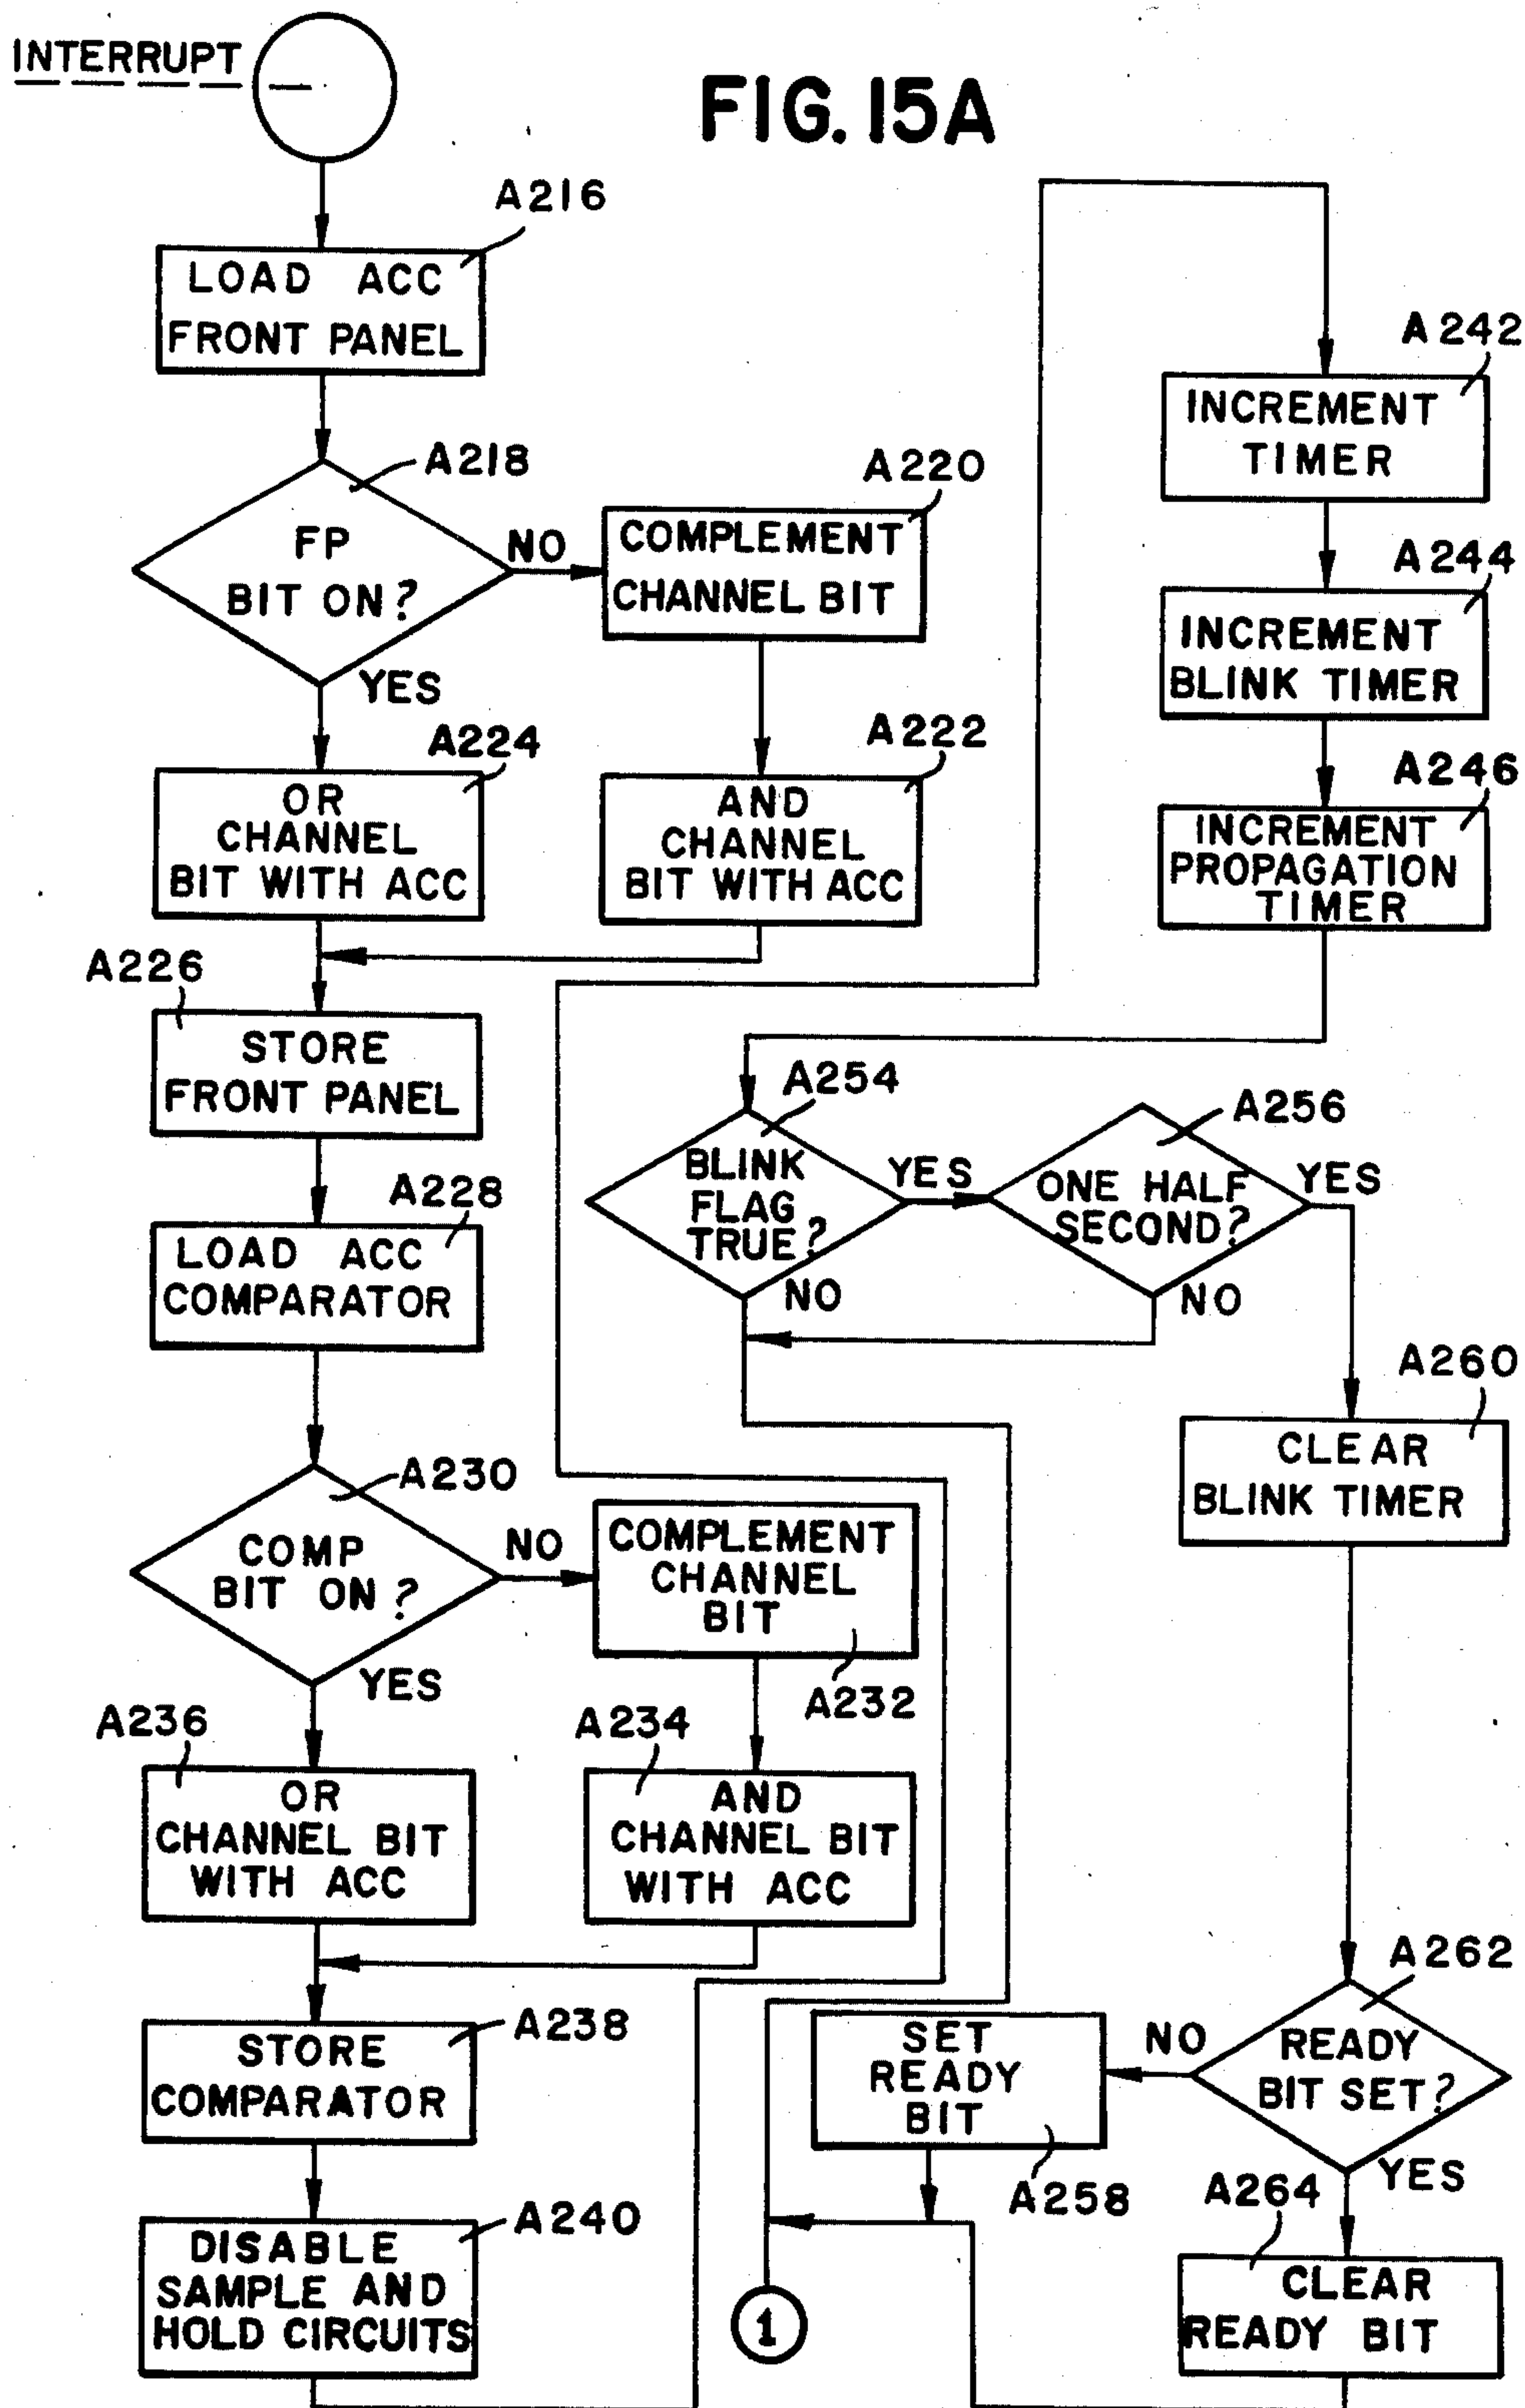 INTERRUPT
FIG. 15A
A216
LOAD ACC
FRONT PANEL
A218
FP
BIT ON?
NO
YES
A220
COMPLEMENT
CHANNEL BIT
A222
AND
CHANNEL
BIT WITH ACC
A224
OR
CHANNEL
BIT WITH ACC
A226
STORE
FRONT PANEL
A228
LOAD ACC
COMPARATOR
A230
COMP
BIT ON?
NO
YES
COMPLEMENT
CHANNEL
BIT
A232
A234
AND
CHANNEL BIT
WITH ACC
A236
OR
CHANNEL BIT
WITH ACC
A238
STORE
COMPARATOR
A240
DISABLE
SAMPLE AND
HOLD CIRCUITS
A242
INCREMENT
TIMER
A244
INCREMENT
BLINK TIMER
A246
INCREMENT
PROPAGATION
TIMER
A254
BLINK
FLAG
TRUE?
YES
NO
A256
ONE HALF
SECOND?
YES
NO
A260
CLEAR
BLINK TIMER
A262
READY
BIT SET?
NO
YES
SET
READY
BIT
A258
A264
CLEAR
READY BIT
1